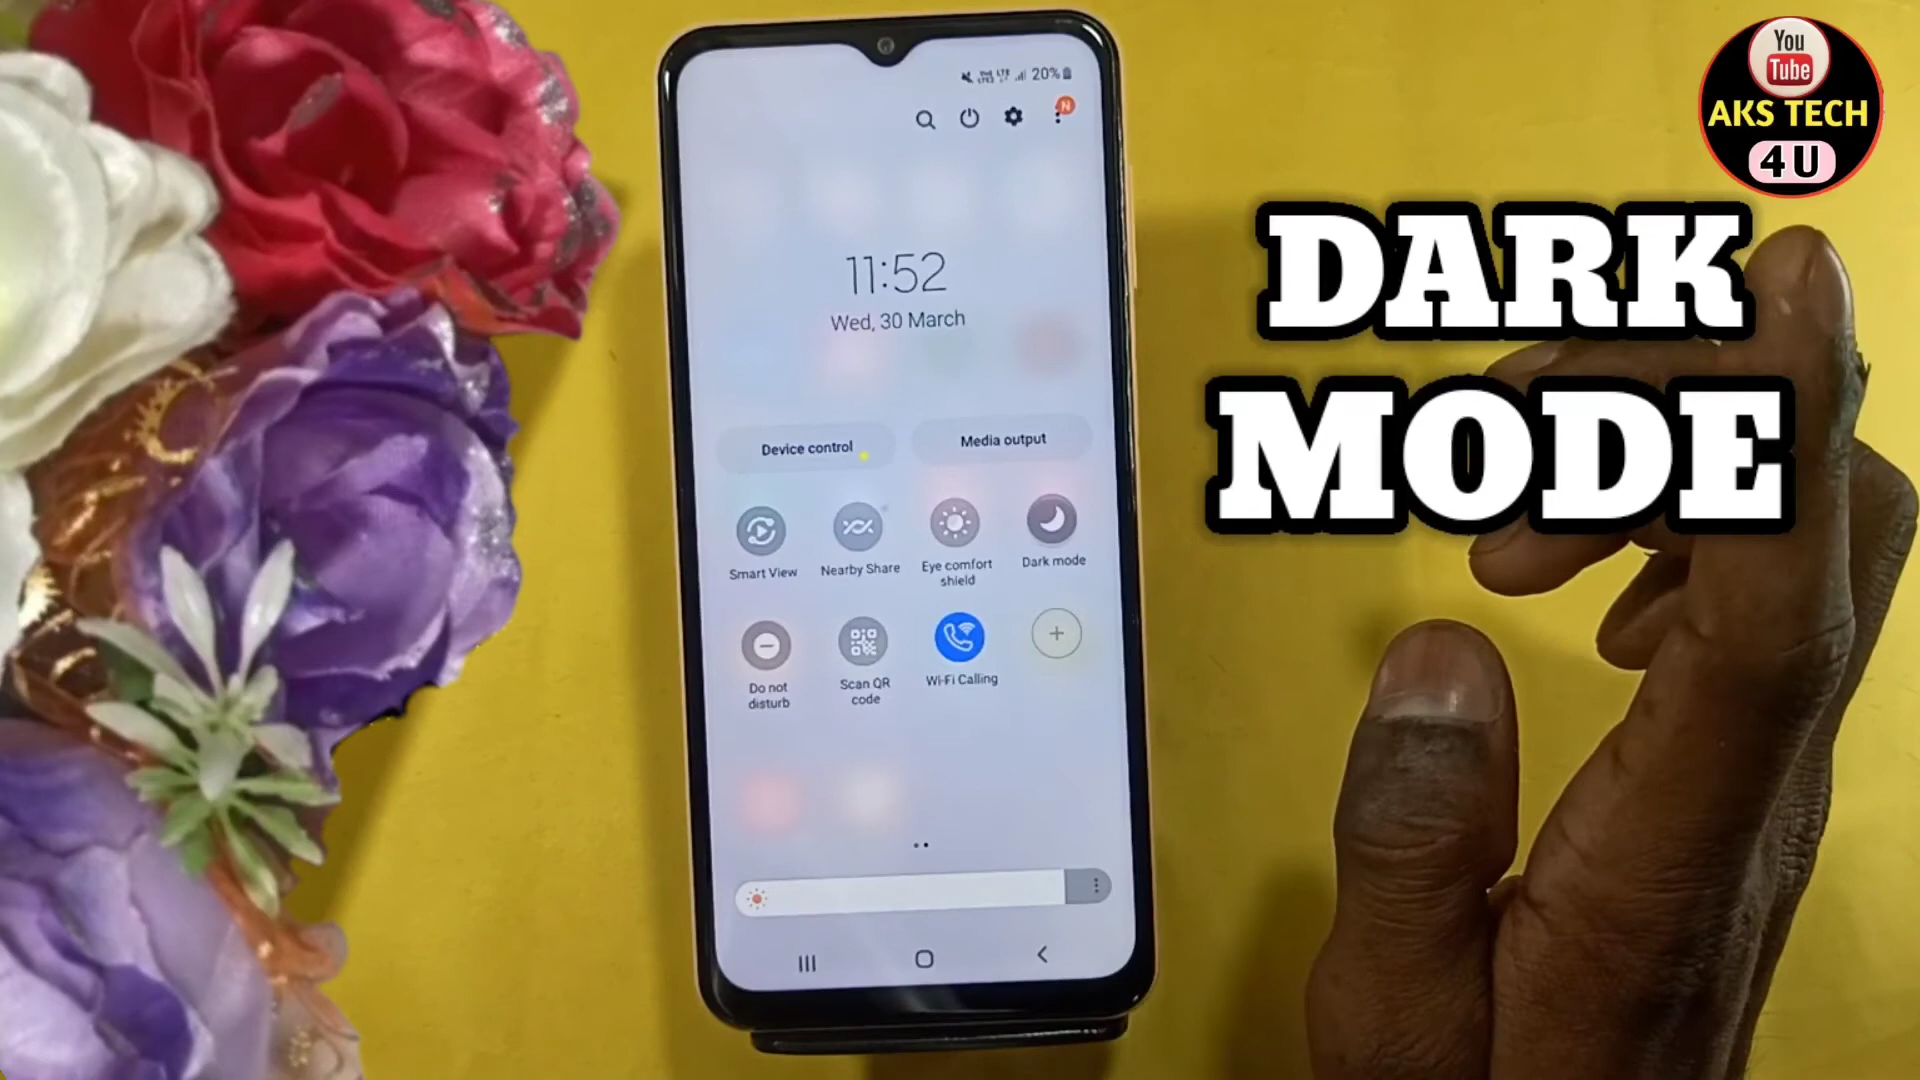 You
Tube
AKS TECH
4 U
DARK
MODE
20%
N
11:52
Wed, 30 March
Device control
Media output
Smart View
Nearby Share
Eye comfort
shield
Dark mode
Do not
disturb
Scan QR
code
Wi-Fi Calling